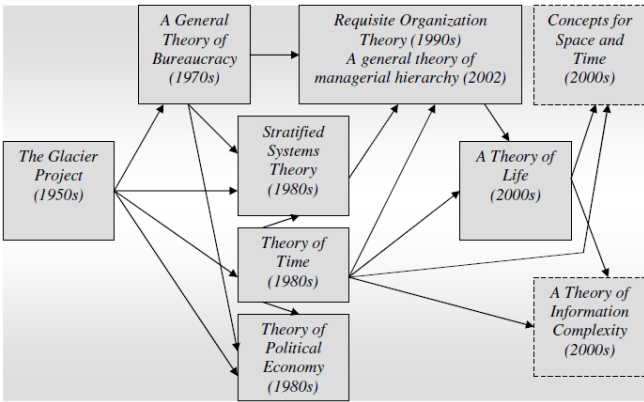 A General
Theory of
Bureaucracy
(1970s)
Requisite Organization
Theory (1990s)
A general theory of
managerial hierarchy (2002)
Concepts for
Space and
Time
(2000s)
The Glacier
Project
(1950s)
Stratified
Systems
Theory
(1980s)
A Theory of
Life
(2000s)
Theory of
Time
(1980s)
Theory of
Political
Economy
(1980s)
A Theory of
Information
Complexity
(2000s)